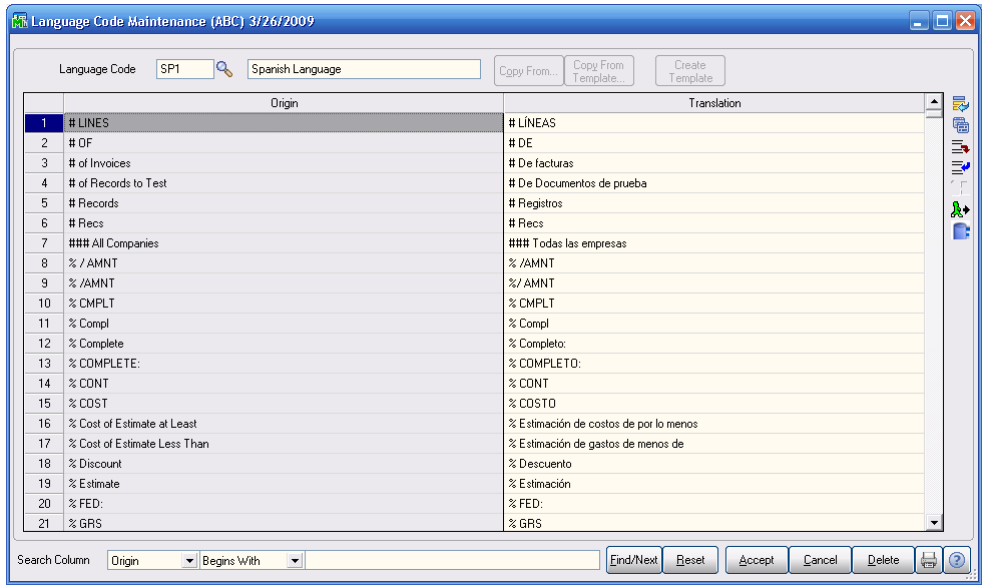 Language Code Maintenance (ABC) 3/26/2009
Language Code SP1 Spanish Language Copy From... Copy From Template... Create Template
Origin Translation
1 # LINES # LÍNEAS
2 # OF # DE
3 # of Invoices # De facturas
4 # of Records to Test # De Documentos de prueba
5 # Records # Registros
6 # Recs # Recs
7 ### All Companies ### Todas las empresas
8 % / AMNT % /AMNT
9 % /AMNT %/ AMNT
10 % CMPLT % CMPLT
11 % Compl % Compl
12 % Complete % Completo:
13 % COMPLETE: % COMPLETO:
14 % CONT % CONT
15 % COST % COSTO
16 % Cost of Estimate at Least % Estimación de costos de por lo menos
17 % Cost of Estimate Less Than % Estimación de gastos de menos de
18 % Discount % Descuento
19 % Estimate % Estimación
20 % FED: % FED:
21 % GRS % GRS
Search Column Origin Begins With Find/Next Reset Accept Cancel Delete